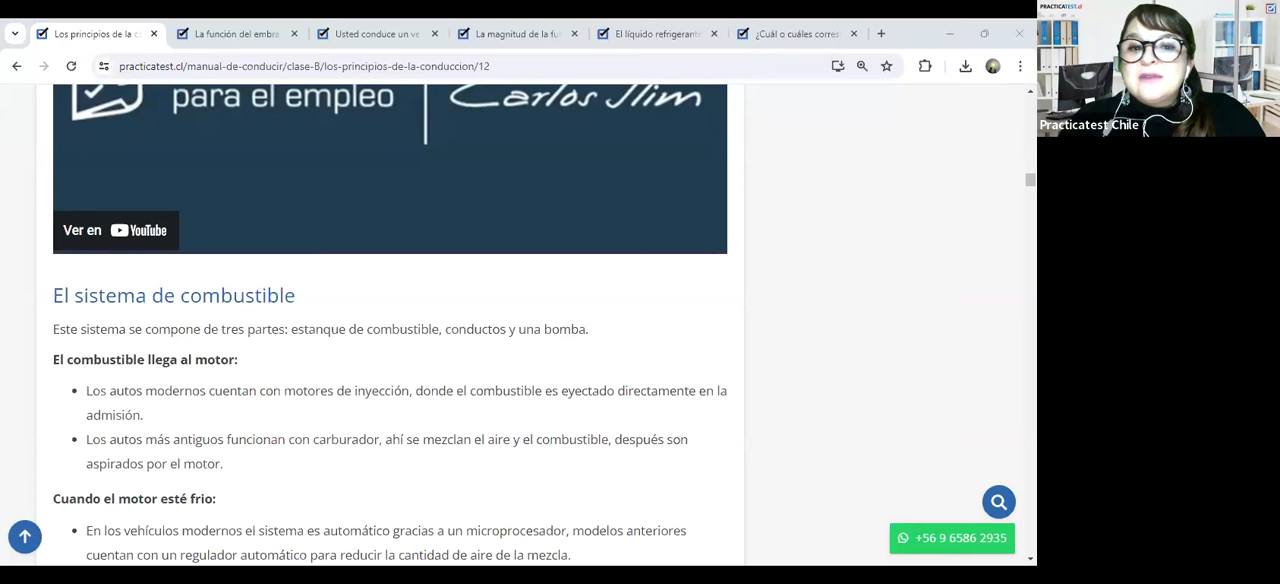 Los principios de la c
La función del embra
Usted conduce un ve
La magnitud de la fu
El líquido refrigerant
¿Cuál o cuáles corres
practicatest.cl/manual-de-conducir/clase-B/los-principios-de-la-conduccion/12
PRACTICATEST.cl
Practicatest Chile
para el empleo
Carlos Slim
Ver en YouTube
El sistema de combustible
Este sistema se compone de tres partes: estanque de combustible, conductos y una bomba.
El combustible llega al motor:
Los autos modernos cuentan con motores de inyección, donde el combustible es eyectado directamente en la
admisión.
Los autos más antiguos funcionan con carburador, ahí se mezclan el aire y el combustible, después son
aspirados por el motor.
Cuando el motor esté frio:
En los vehículos modernos el sistema es automático gracias a un microprocesador, modelos anteriores
cuentan con un regulador automático para reducir la cantidad de aire de la mezcla.
+56 9 6586 2935